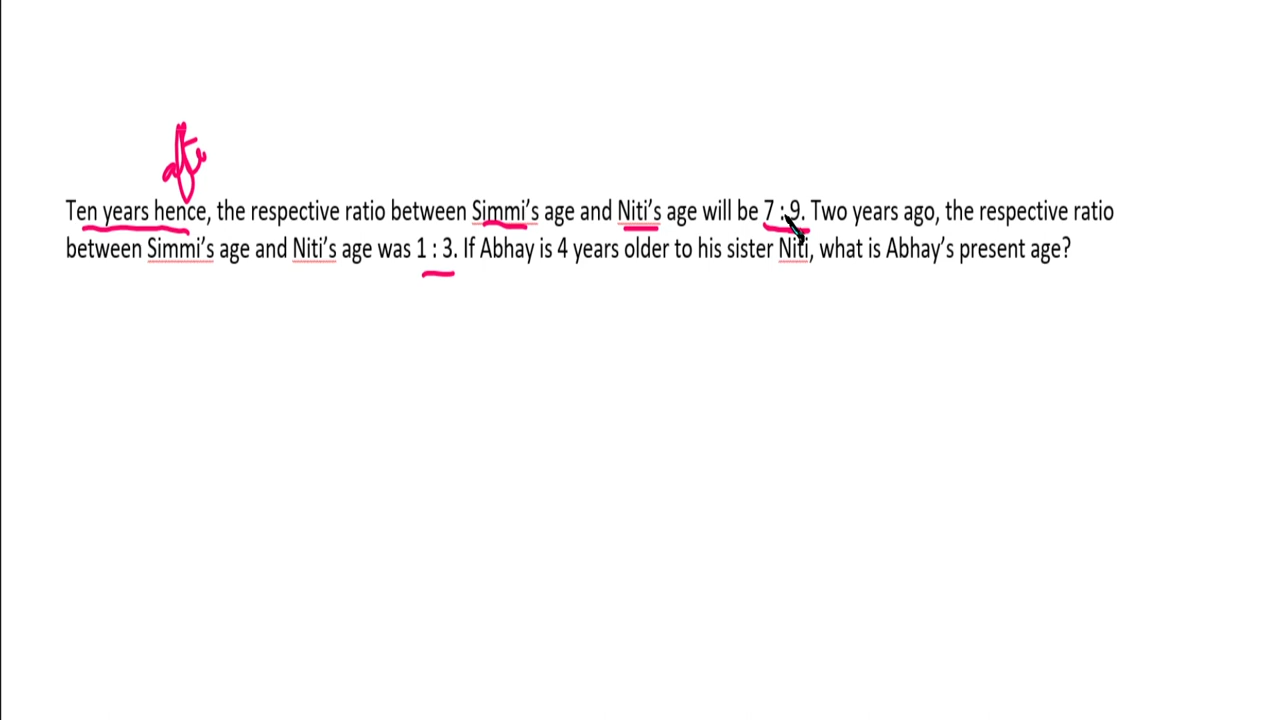 after
Ten years hence, the respective ratio between Simmi's age and Niti's age will be 7 : 9. Two years ago, the respective ratio
between Simmi's age and Niti's age was 1 : 3. If Abhay is 4 years older to his sister Niti, what is Abhay's present age?